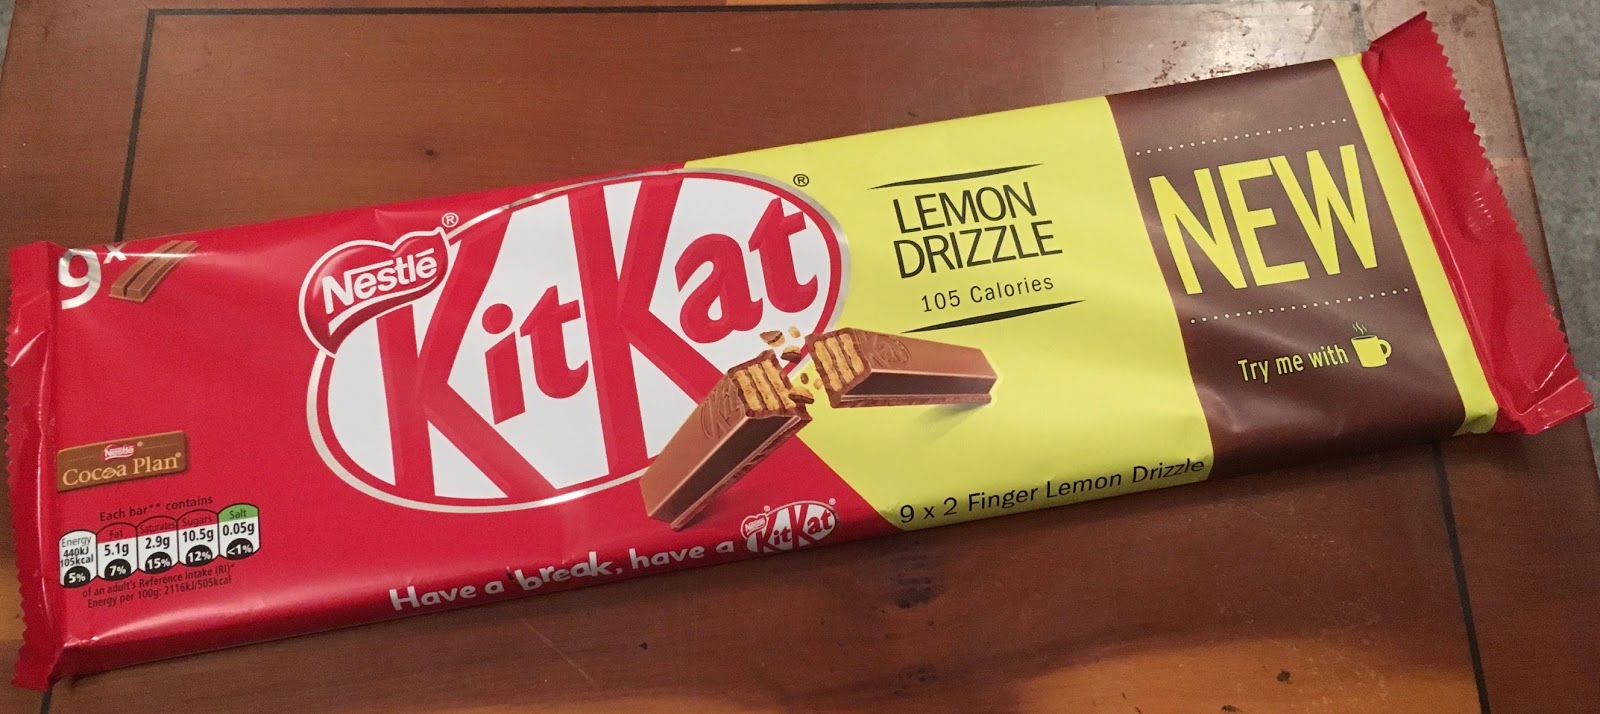 9x
Nestlé®
KitKat®
LEMON
DRIZZLE
105 Calories
NEW
Try me with
Nestlé®
Cocoa Plan®
Each bar** contains
Energy
440kJ
105kcal
5%
Fat
5.1g
7%
Saturates
2.9g
15%
Sugars
10.5g
12%
Salt
0.05g
<1%
of an adult's Reference Intake (RI)*
Energy per 100g: 2116kJ/505kcal
Have a break, have a Nestlé KitKat®
9 x 2 Finger Lemon Drizzle